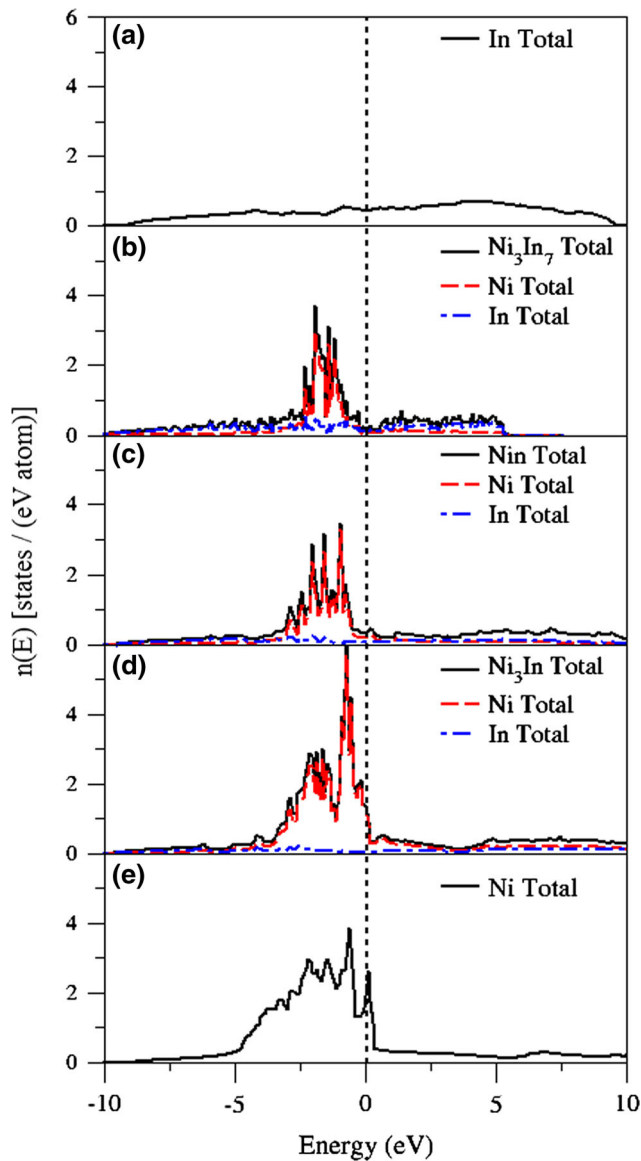 (a)
In Total
6
4
2
0
(b)
Ni3In7 Total
Ni Total
In Total
4
2
0
(c)
Nin Total
Ni Total
In Total
4
2
0
(d)
Ni3In Total
Ni Total
In Total
4
2
0
(e)
Ni Total
4
2
0
n(E) [states / (eV atom)]
-10 -5 0 5 10
Energy (eV)